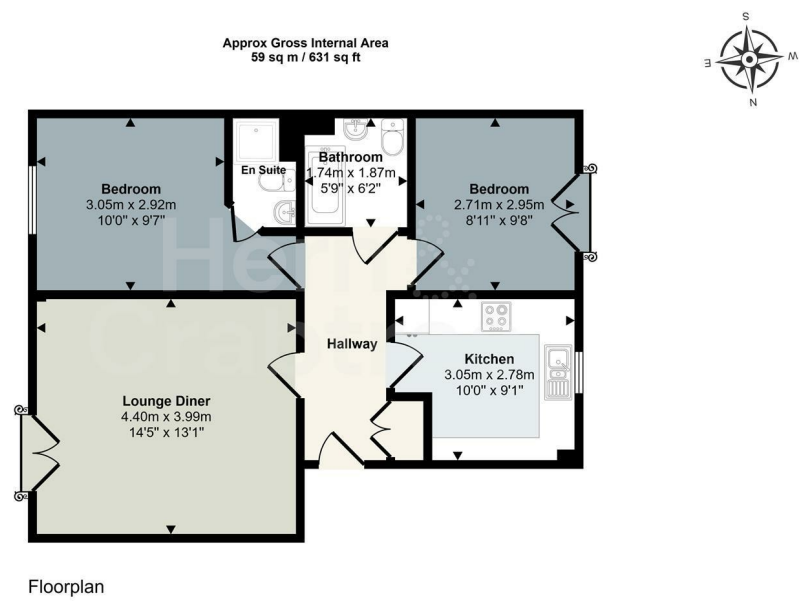 Approx Gross Internal Area
59 sq m / 631 sq ft
S
E
W
N
Bedroom
3.05m x 2.92m
10'0" x 9'7"
En Suite
Bathroom
1.74m x 1.87m
5'9" x 6'2"
Bedroom
2.71m x 2.95m
8'11" x 9'8"
Hallway
Kitchen
3.05m x 2.78m
10'0" x 9'1"
Lounge Diner
4.40m x 3.99m
14'5" x 13'1"
Floorplan